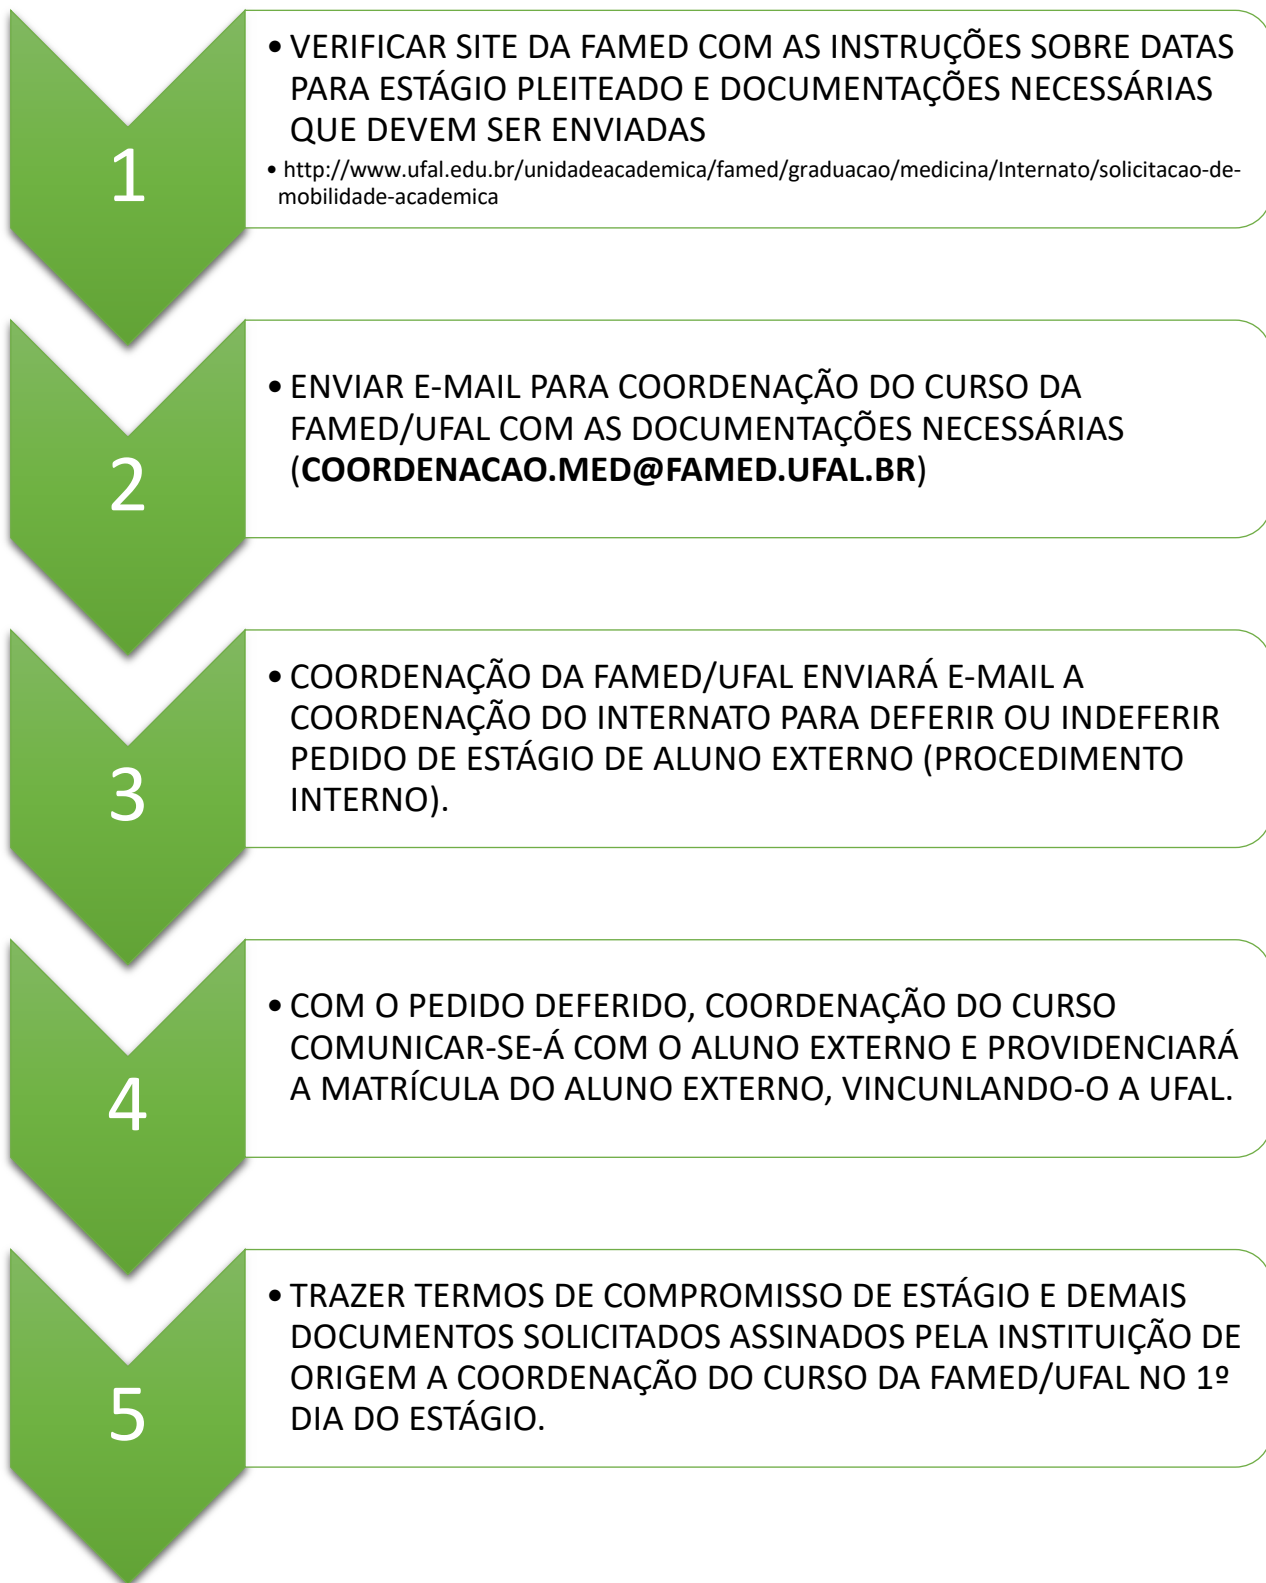 1
• VERIFICAR SITE DA FAMED COM AS INSTRUÇÕES SOBRE DATAS
PARA ESTÁGIO PLEITEADO E DOCUMENTAÇÕES NECESSÁRIAS
QUE DEVEM SER ENVIADAS
• http://www.ufal.edu.br/unidadeacademica/famed/graduacao/medicina/Internato/solicitacao-de-
mobilidade-academica
2
• ENVIAR E-MAIL PARA COORDENAÇÃO DO CURSO DA
FAMED/UFAL COM AS DOCUMENTAÇÕES NECESSÁRIAS
(COORDENACAO.MED@FAMED.UFAL.BR)
3
• COORDENAÇÃO DA FAMED/UFAL ENVIARÁ E-MAIL A
COORDENAÇÃO DO INTERNATO PARA DEFERIR OU INDEFERIR
PEDIDO DE ESTÁGIO DE ALUNO EXTERNO (PROCEDIMENTO
INTERNO).
4
• COM O PEDIDO DEFERIDO, COORDENAÇÃO DO CURSO
COMUNICAR-SE-Á COM O ALUNO EXTERNO E PROVIDENCIARÁ
A MATRÍCULA DO ALUNO EXTERNO, VINCUNLANDO-O A UFAL.
5
• TRAZER TERMOS DE COMPROMISSO DE ESTÁGIO E DEMAIS
DOCUMENTOS SOLICITADOS ASSINADOS PELA INSTITUIÇÃO DE
ORIGEM A COORDENAÇÃO DO CURSO DA FAMED/UFAL NO 1º
DIA DO ESTÁGIO.